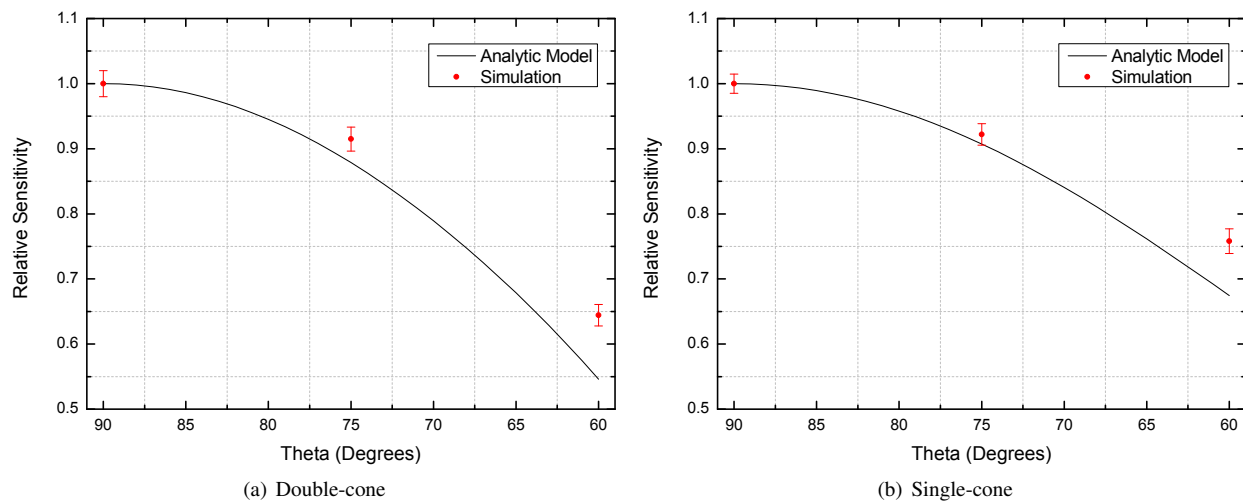 1.1
1.0
0.9
0.8
0.7
0.6
0.5
Relative Sensitivity
Analytic Model
Simulation
90 85 80 75 70 65 60
Theta (Degrees)
(a) Double-cone
1.1
1.0
0.9
0.8
0.7
0.6
0.5
Relative Sensitivity
Analytic Model
Simulation
90 85 80 75 70 65 60
Theta (Degrees)
(b) Single-cone